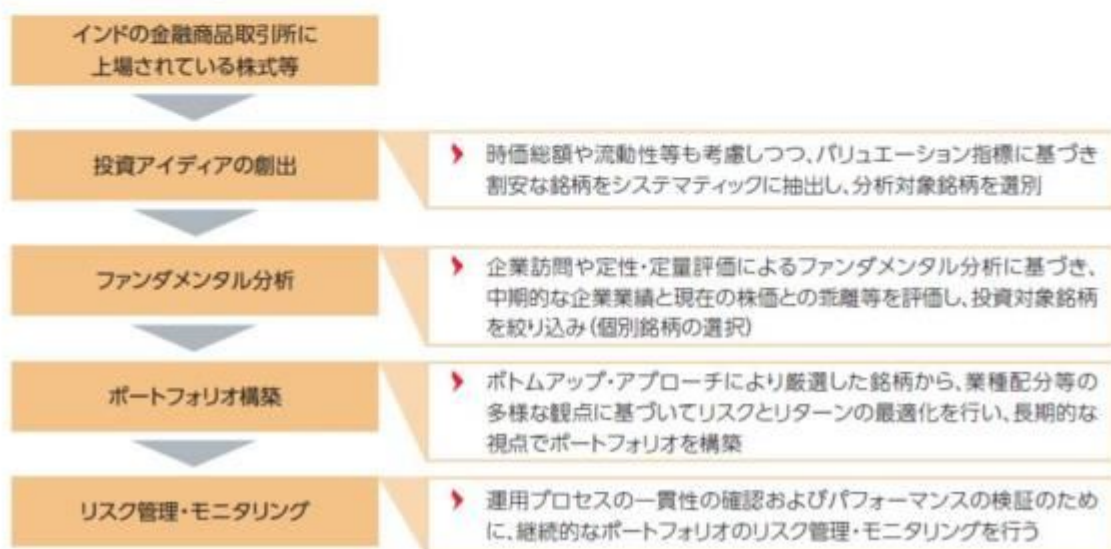 インドの金融商品取引所に
上場されている株式等
投資アイディアの創出
時価総額や流動性等も考慮しつつ、バリュエーション指標に基づき
割安な銘柄をシステマティックに抽出し、分析対象銘柄を選別
ファンダメンタル分析
企業訪問や定性・定量評価によるファンダメンタル分析に基づき、
中期的な企業業績と現在の株価との乖離等を評価し、投資対象銘柄
を絞り込み(個別銘柄の選択)
ポートフォリオ構築
ボトムアップ・アプローチにより厳選した銘柄から、業種配分等の
多様な観点に基づいてリスクとリターンの最適化を行い、長期的な
視点でポートフォリオを構築
リスク管理・モニタリング
運用プロセスの一貫性の確認およびパフォーマンスの検証のため
に、継続的なポートフォリオのリスク管理・モニタリングを行う